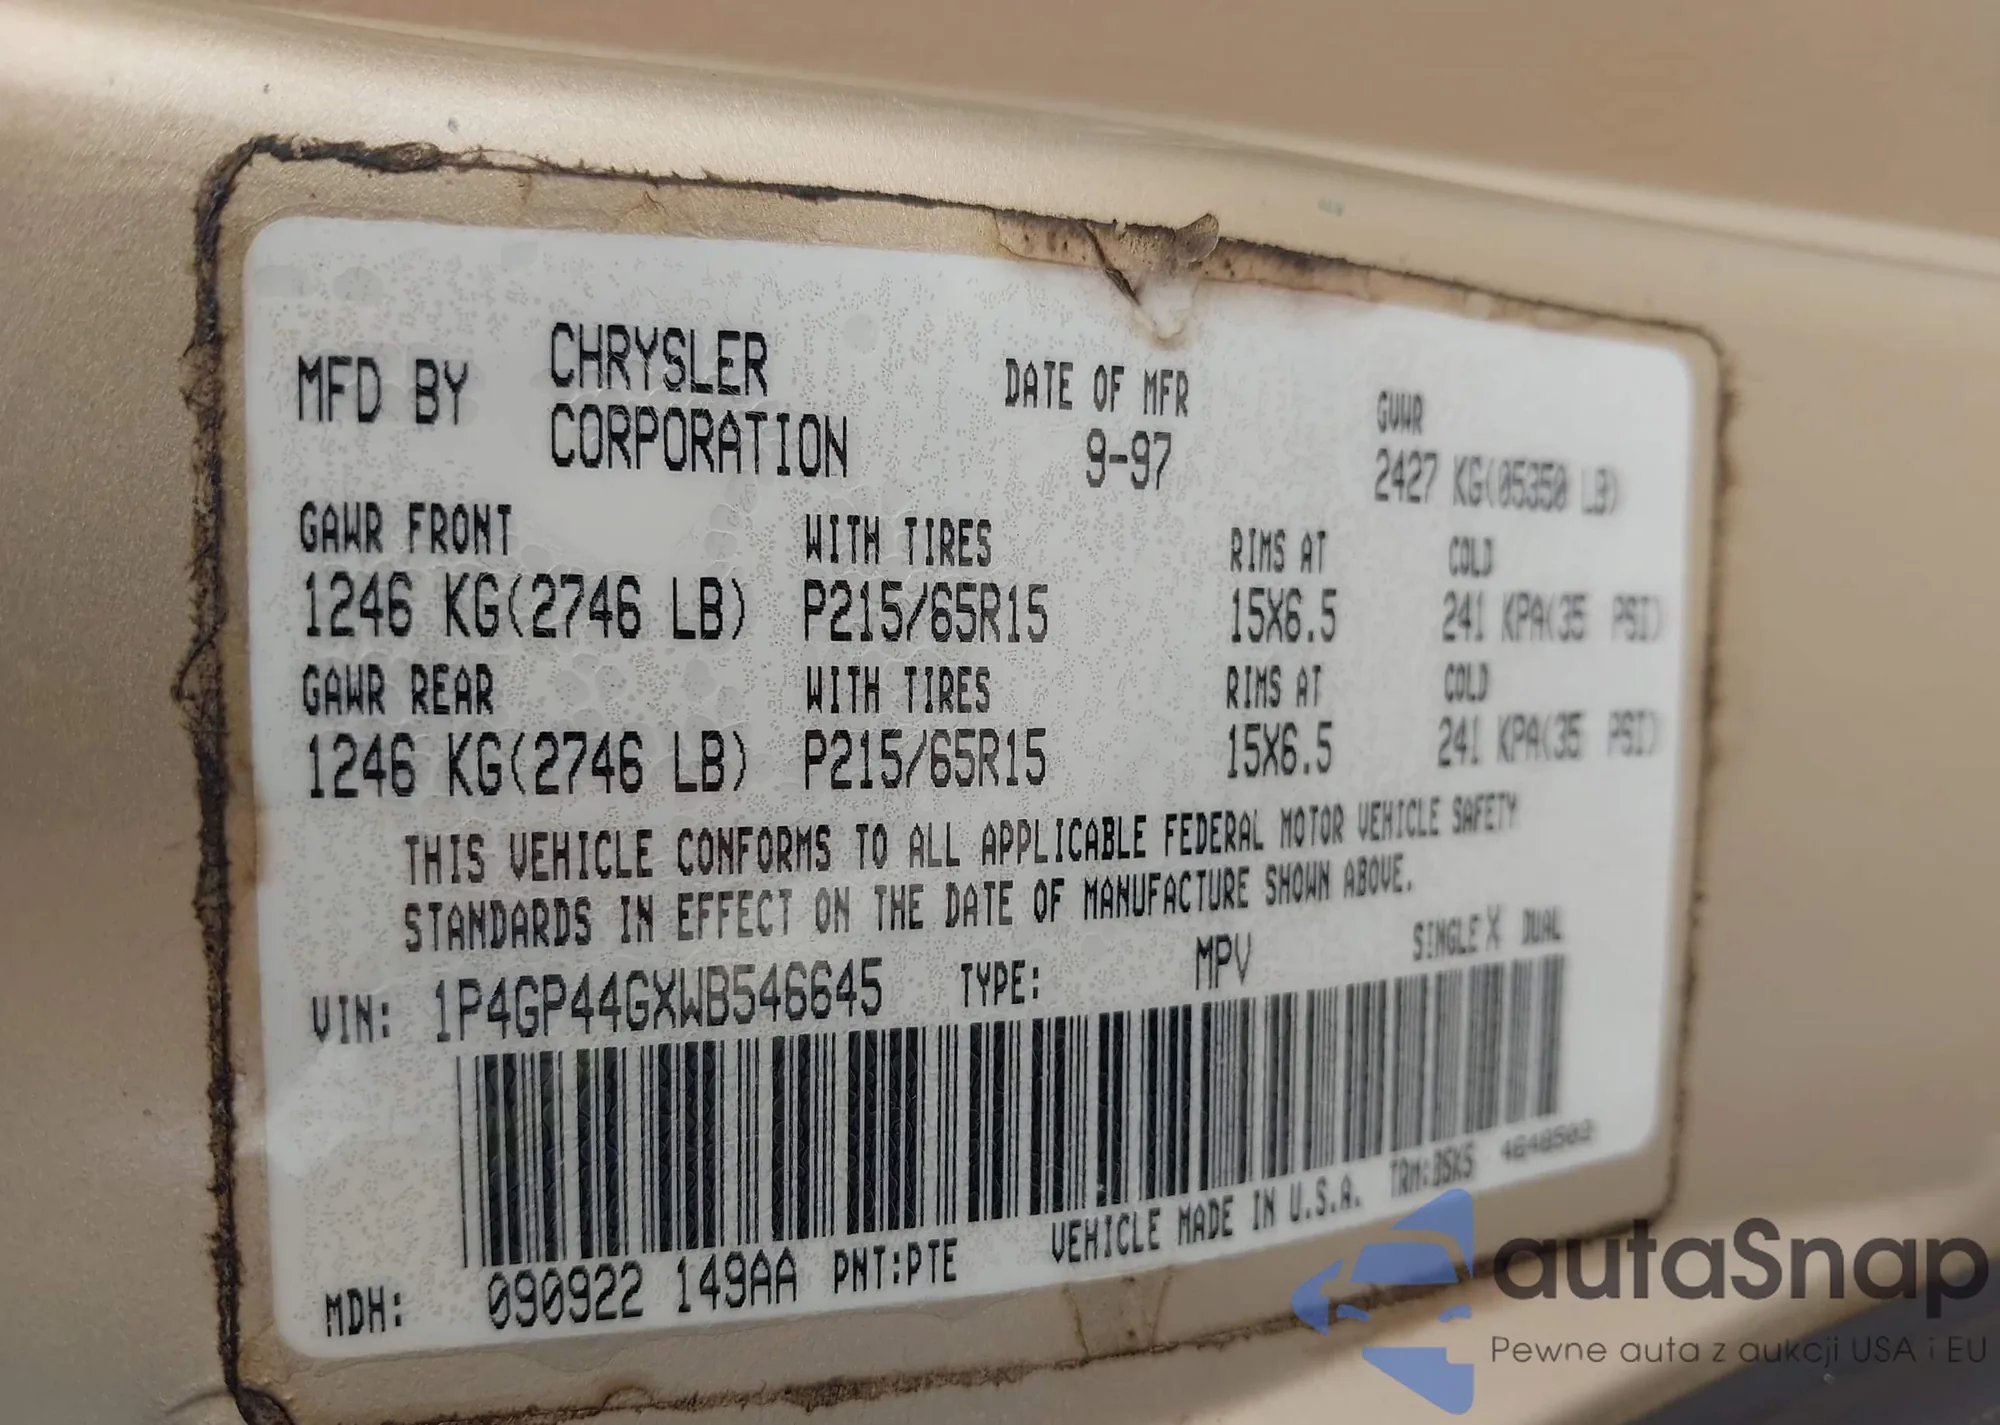 MFD BY CHRYSLER CORPORATION
DATE OF MFR 9-97
GVWR 2427 KG(05350 LB)
GAWR FRONT WITH TIRES RIMS AT COLD
1246 KG(2746 LB) P215/65R15 15X6.5 241 KPA(35 PSI)
GAWR REAR WITH TIRES RIMS AT COLD
1246 KG(2746 LB) P215/65R15 15X6.5 241 KPA(35 PSI)
THIS VEHICLE CONFORMS TO ALL APPLICABLE FEDERAL MOTOR VEHICLE SAFETY
STANDARDS IN EFFECT ON THE DATE OF MANUFACTURE SHOWN ABOVE.
VIN: 1P4GP44GXWB546645 TYPE: MPV SINGLE X DUAL
MDH: 090922 149AA PNT:PTE VEHICLE MADE IN U.S.A.
autaSnap
Pewne auta z aukcji USA i EU